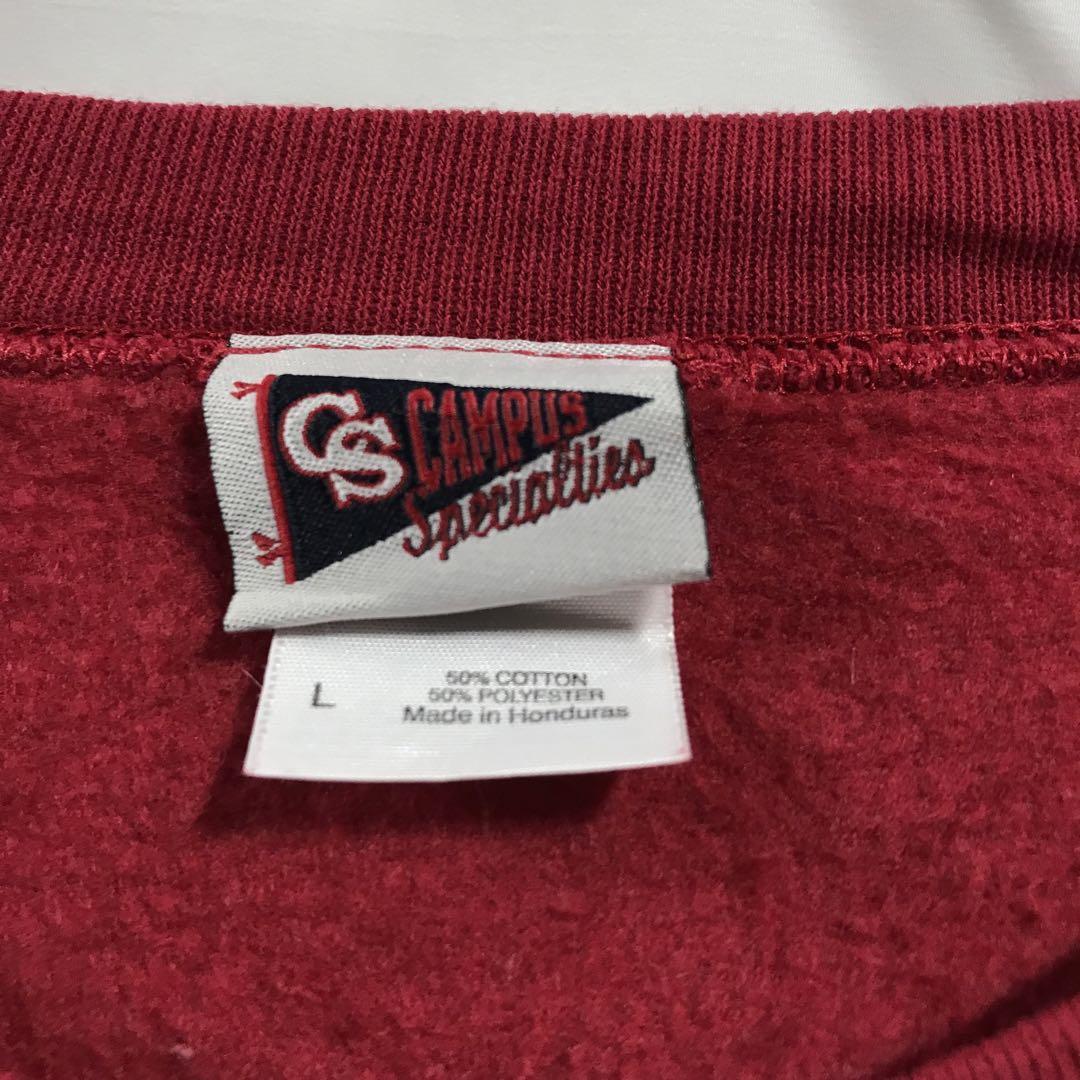 CS CAMPUS
Specialties
50% COTTON
L 50% POLYESTER
Made in Honduras